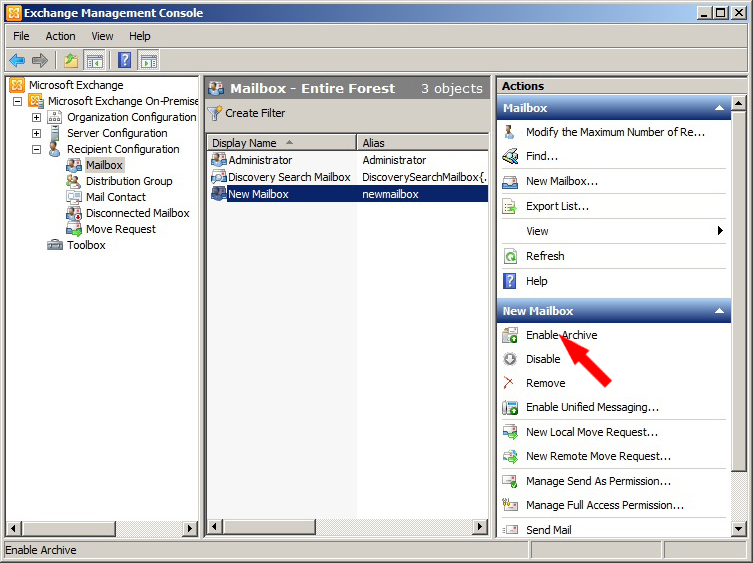 Exchange Management Console
File Action View Help
Microsoft Exchange
Microsoft Exchange On-Premise
Organization Configuration
Server Configuration
Recipient Configuration
Mailbox
Distribution Group
Mail Contact
Disconnected Mailbox
Move Request
Toolbox
Mailbox - Entire Forest 3 objects
Create Filter
Display Name Alias
Administrator Administrator
Discovery Search Mailbox DiscoverySearchMailbox{.
New Mailbox newmailbox
Actions
Mailbox
Modify the Maximum Number of Re...
Find...
New Mailbox...
Export List...
View
Refresh
Help
New Mailbox
Enable Archive
Disable
Remove
Enable Unified Messaging...
New Local Move Request...
New Remote Move Request...
Manage Send As Permission...
Manage Full Access Permission...
Send Mail
Enable Archive